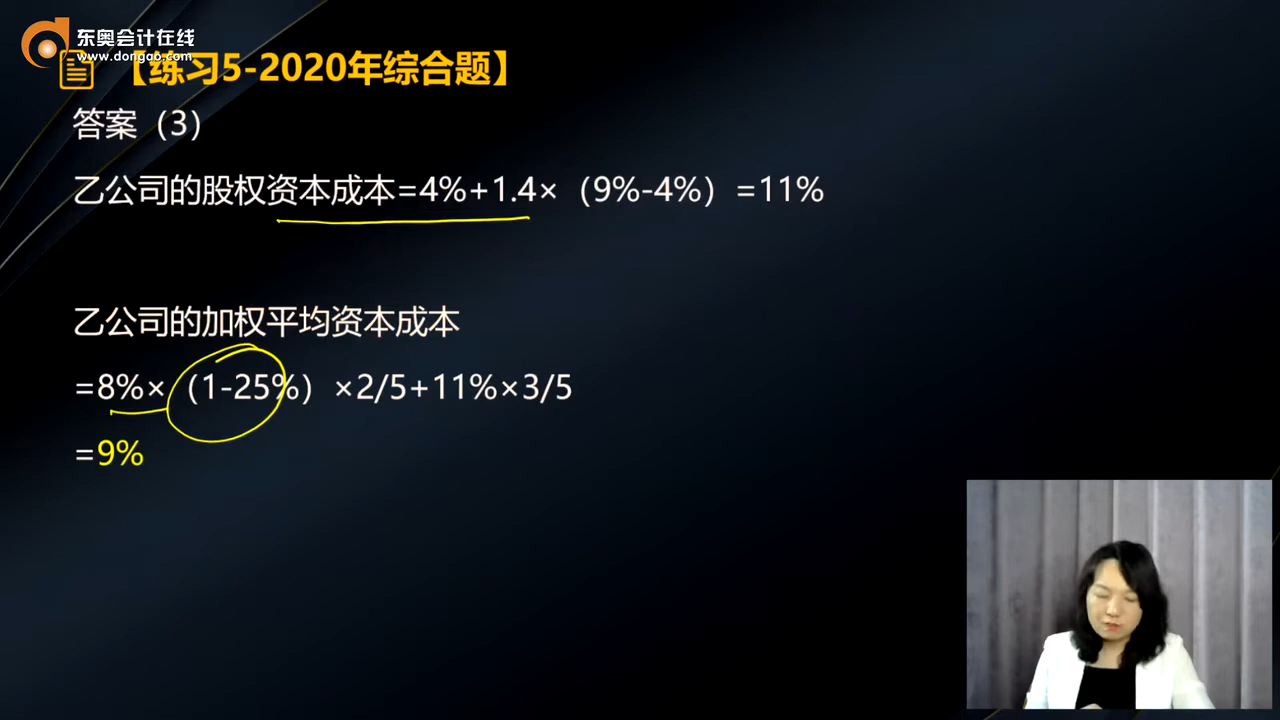 东奥会计在线
www.dongao.com
【练习5-2020年综合题】
答案（3）
乙公司的股权资本成本=4%+1.4×（9%-4%）=11%
乙公司的加权平均资本成本
=8%×（1-25%）×2/5+11%×3/5
=9%